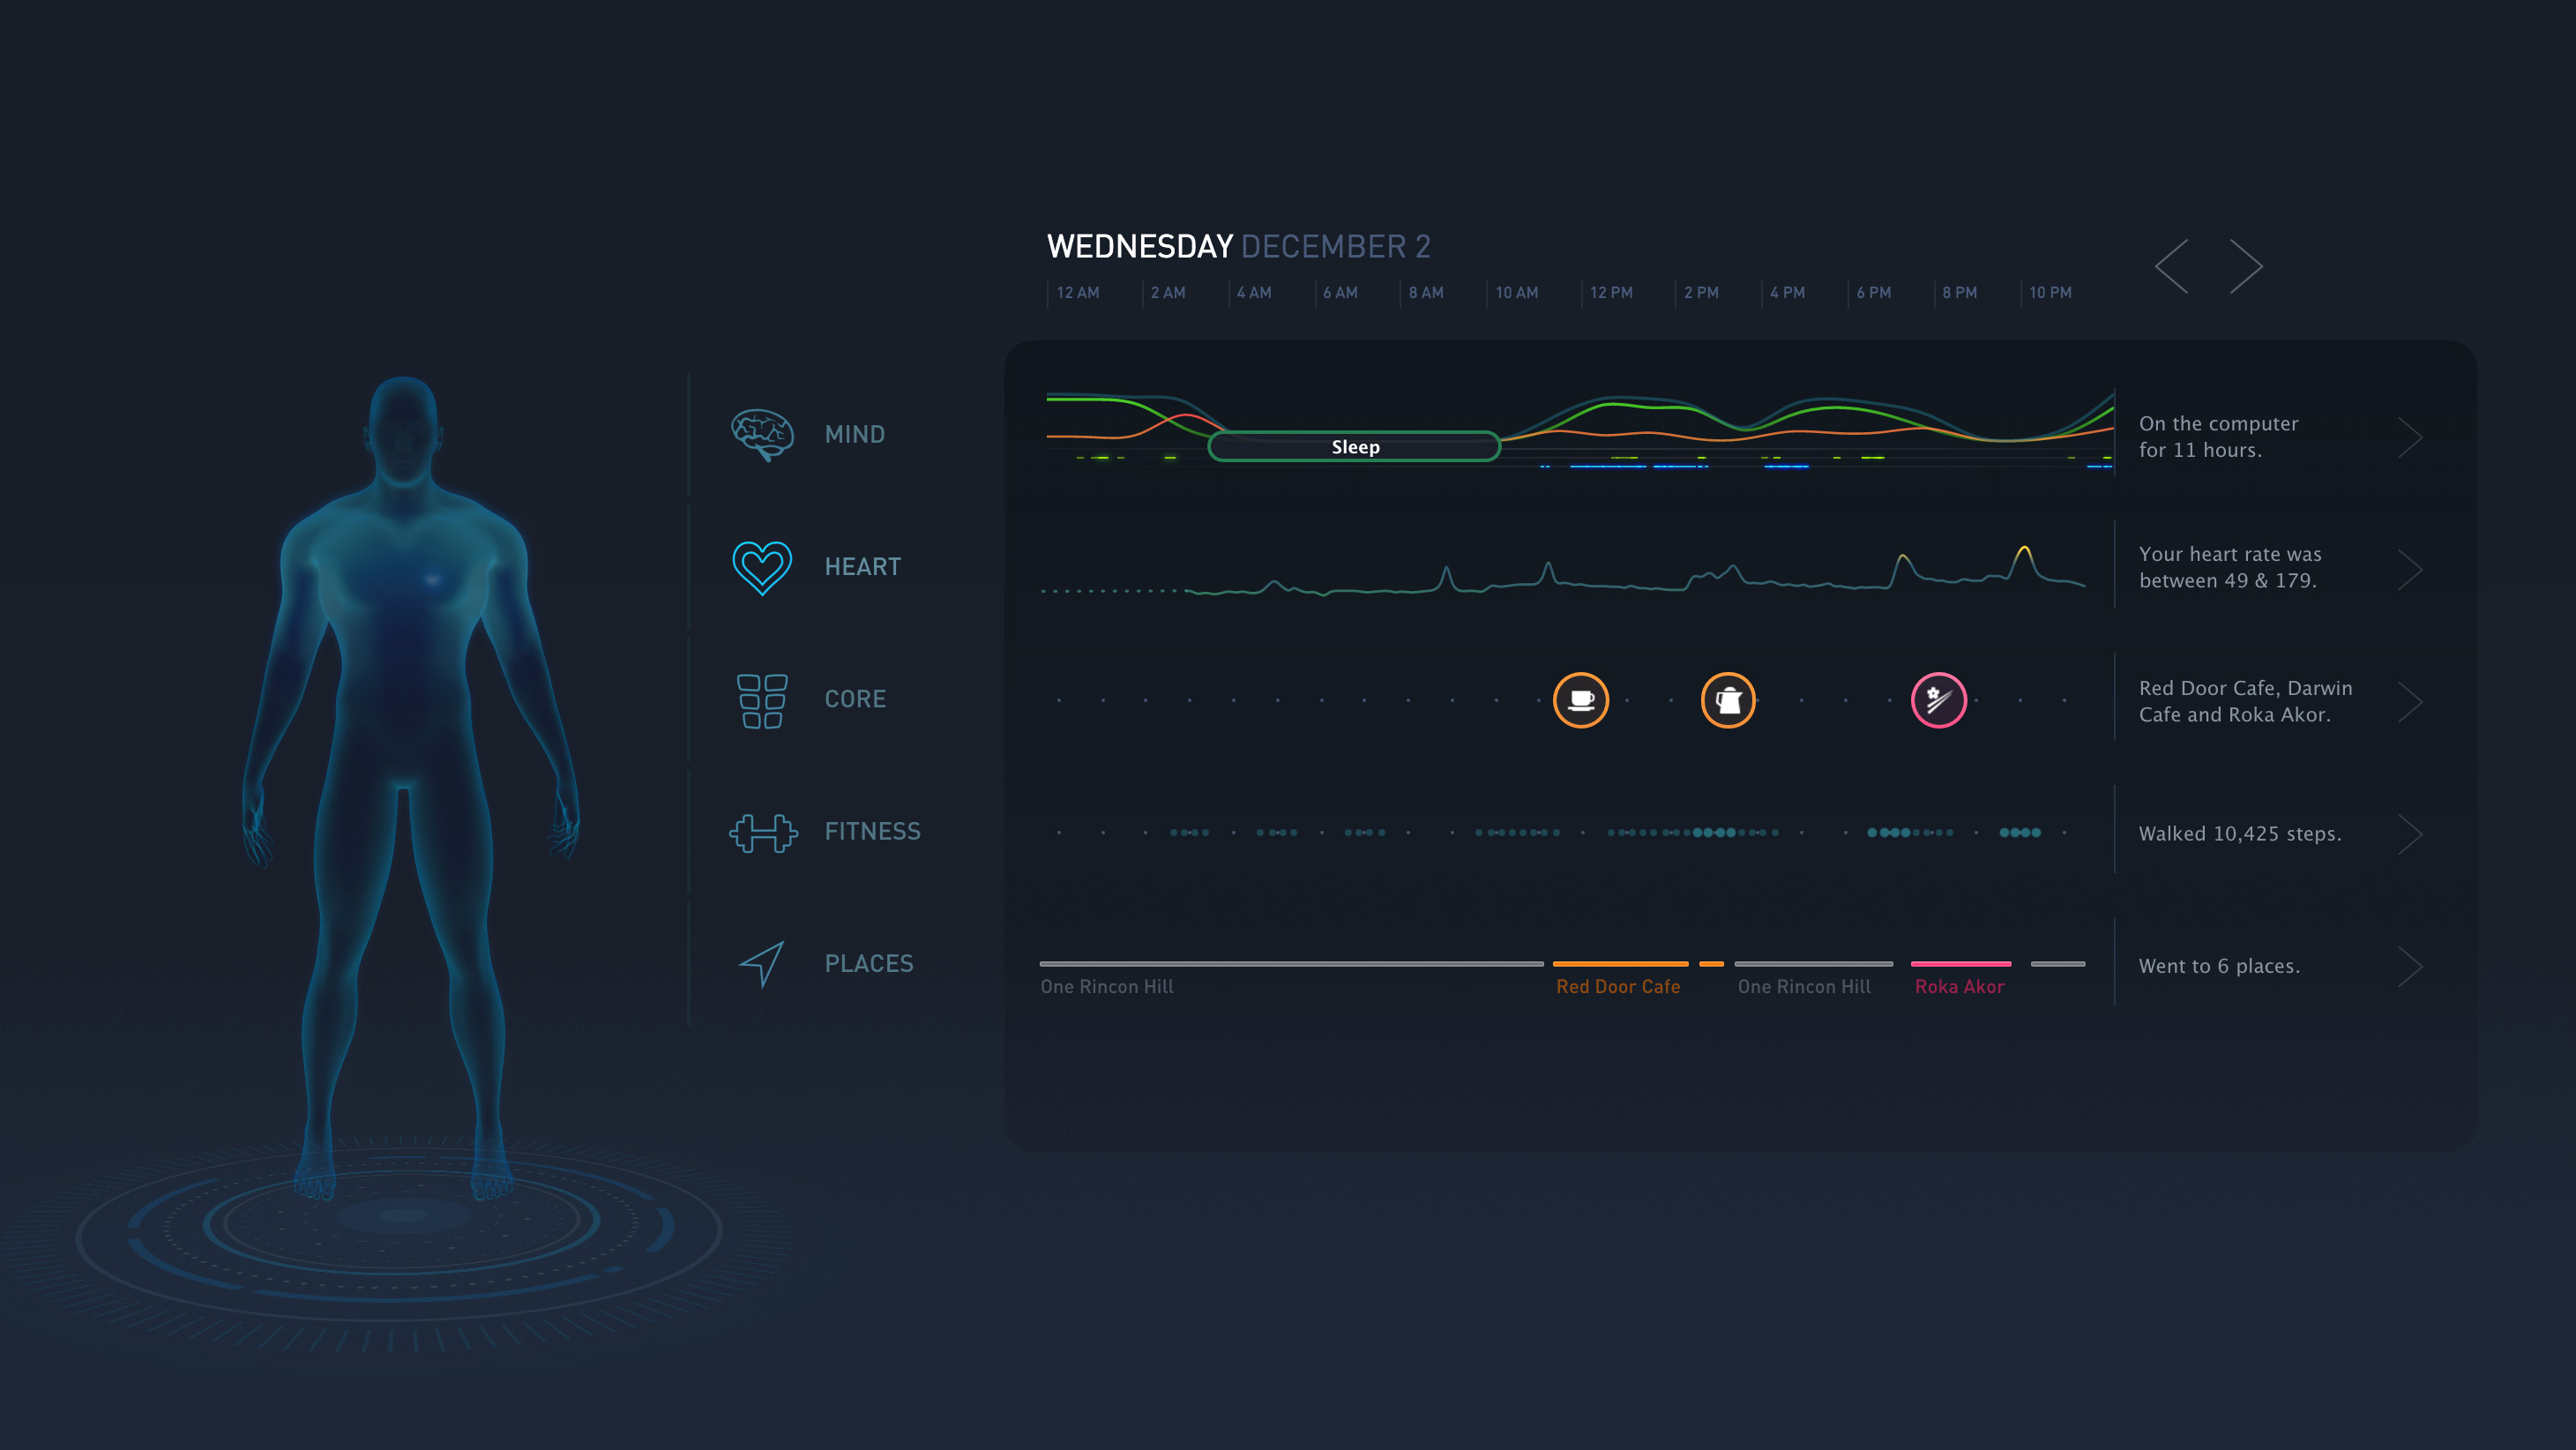 WEDNESDAY DECEMBER 2
12 AM 2 AM 4 AM 6 AM 8 AM 10 AM 12 PM 2 PM 4 PM 6 PM 8 PM 10 PM
MIND
Sleep
On the computer
for 11 hours.
HEART
Your heart rate was
between 49 & 179.
CORE
Red Door Cafe, Darwin
Cafe and Roka Akor.
FITNESS
Walked 10,425 steps.
PLACES
One Rincon Hill Red Door Cafe One Rincon Hill Roka Akor
Went to 6 places.